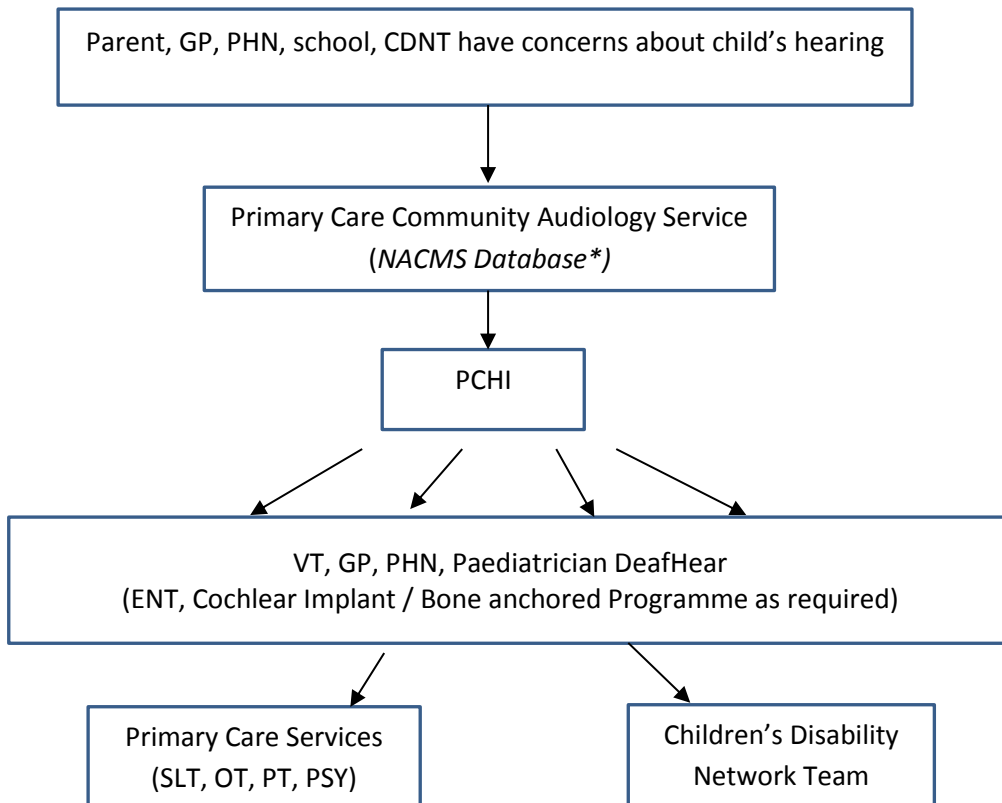 Parent, GP, PHN, school, CDNT have concerns about child’s hearing
Primary Care Community Audiology Service
(NACMS Database*)
PCHI
VT, GP, PHN, Paediatrician DeafHear
(ENT, Cochlear Implant / Bone anchored Programme as required)
Primary Care Services
(SLT, OT, PT, PSY)
Children’s Disability
Network Team